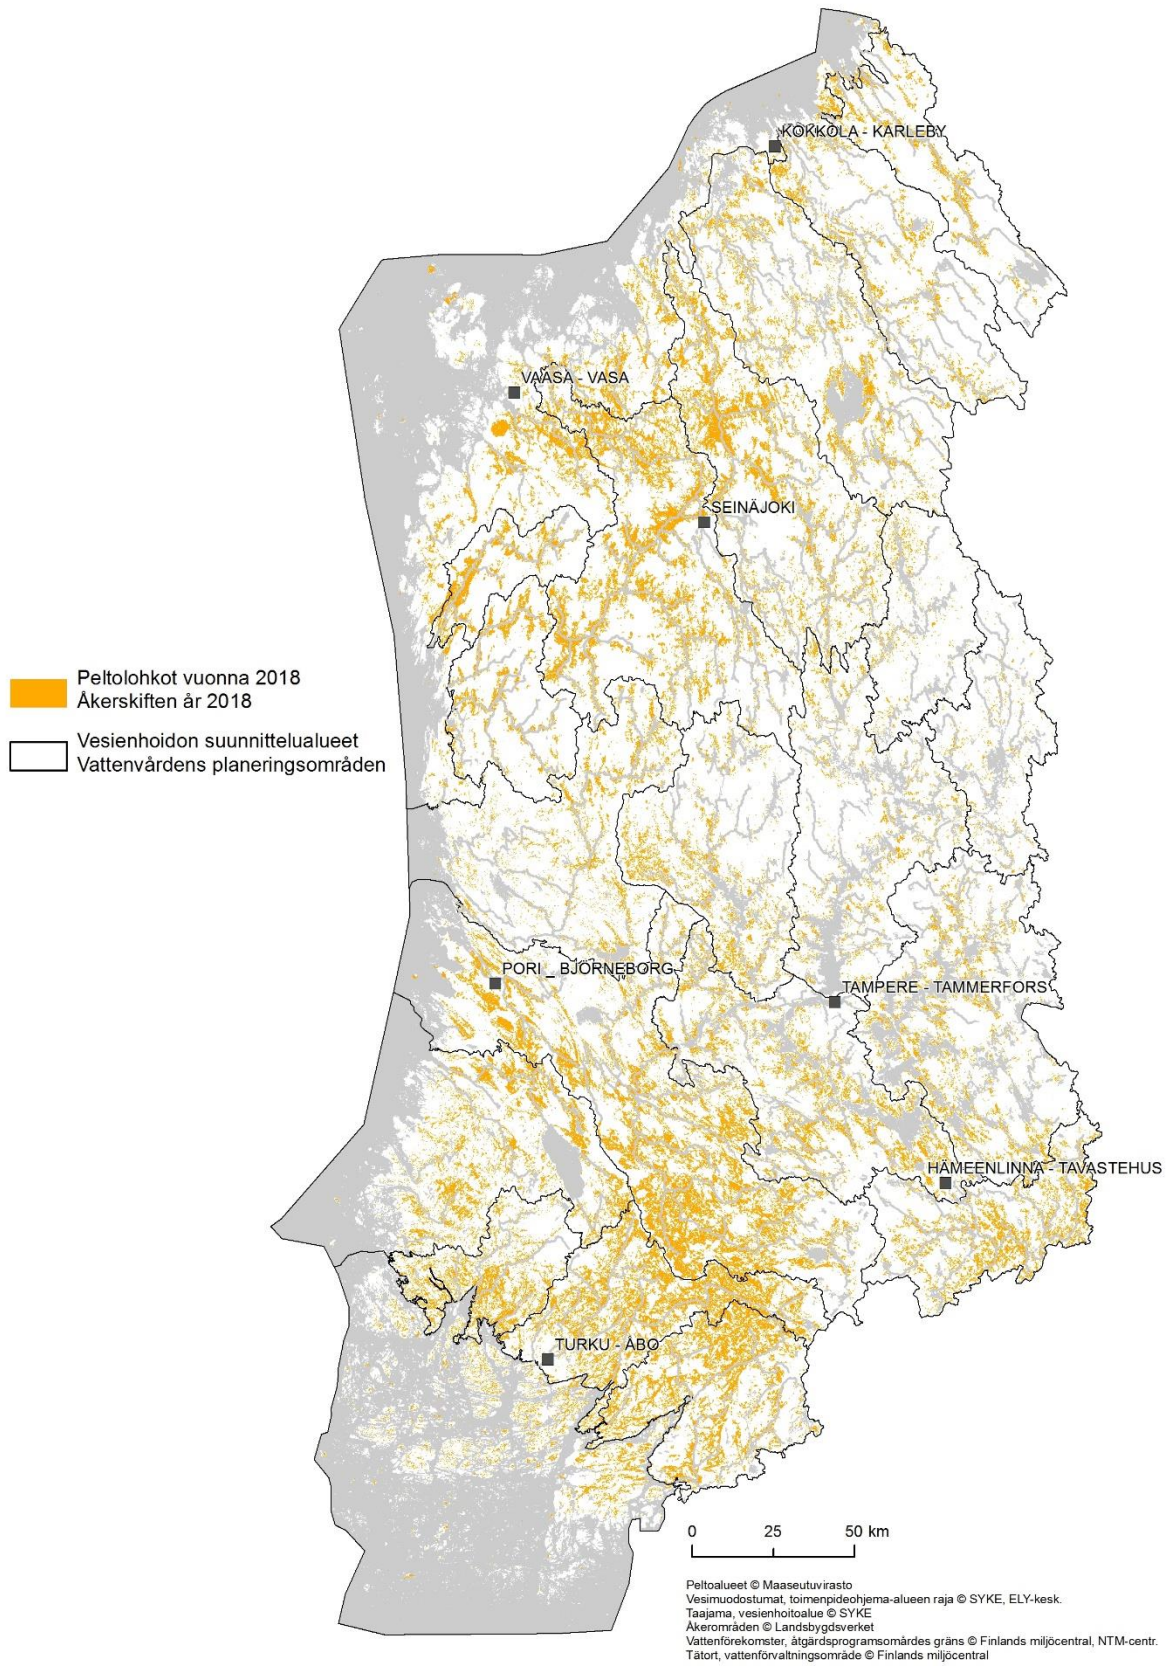 KOKKOLA - KARLEBY
VAASA - VASA
SEINÄJOKI
Peltolohkot vuonna 2018
Åkerskiften år 2018
Vesienhoidon suunnittelualueet
Vattenvårdens planeringsområden
PORI _ BJÖRNEBORG
TAMPERE - TAMMERFORS
HÄMEENLINNA - TAVASTEHUS
TURKU - ÅBO
0 25 50 km
Peltoalueet © Maaseutuvirasto
Vesimuodostumat, toimenpideohjema-alueen raja © SYKE, ELY-kesk.
Taajama, vesienhoitoalue © SYKE
Åkerområden © Landsbygdsverket
Vattenförekomster, åtgärdsprogramsomårdes gräns © Finlands miljöcentral, NTM-centr.
Tätort, vattenförvaltningsområde © Finlands miljöcentral